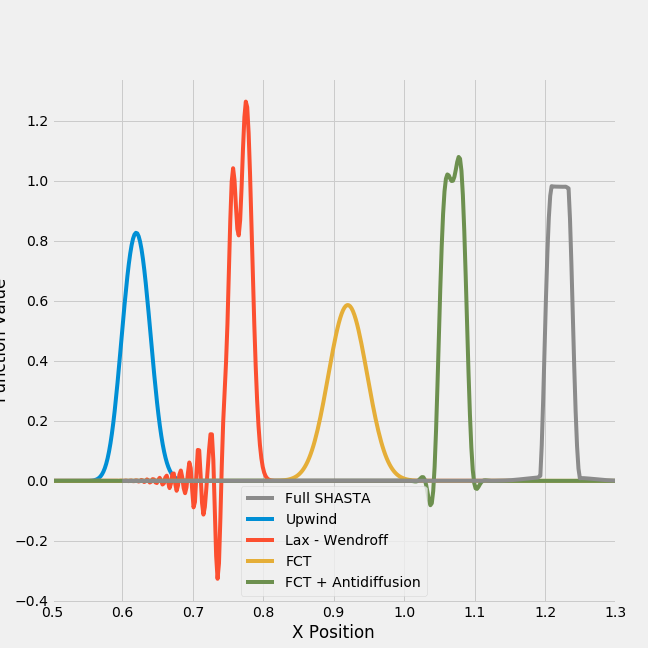 1.2
1.0
0.8
0.6
0.4
0.2
0.0
−0.2
−0.4
Function Value
0.5 0.6 0.7 0.8 0.9 1.0 1.1 1.2 1.3
X Position
Full SHASTA
Upwind
Lax - Wendroff
FCT
FCT + Antidiffusion